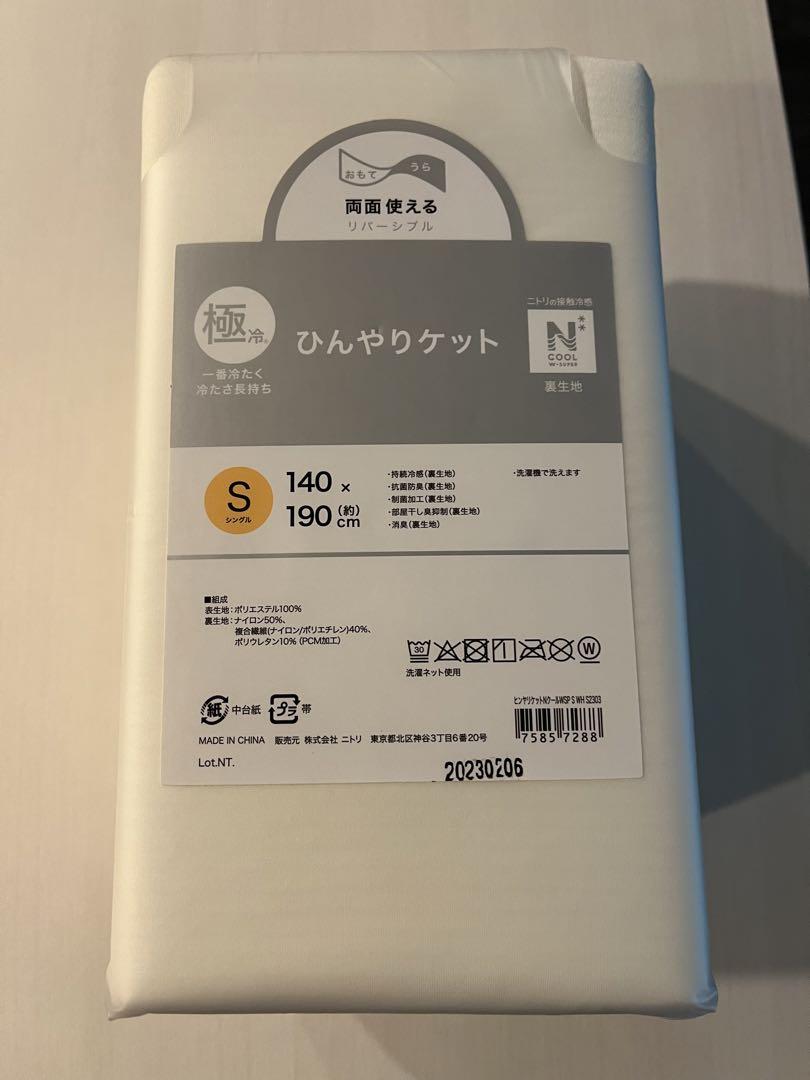 おもて
うら
両面使える
リバーシブル
極冷®
一番冷たく
冷たさ長持ち
ひんやりケット
ニトリの接触冷感
N**
COOL
W-SUPER
裏生地
S
シングル
140×
190(約)cm
・持続冷感(裏生地)
・抗菌防臭(裏生地)
・制菌加工(裏生地)
・部屋干し臭抑制(裏生地)
・消臭(裏生地)
・洗濯機で洗えます
■組成
表生地:ポリエステル100%
裏生地:ナイロン50%、
複合繊維(ナイロン/ポリエチレン)40%、
ポリウレタン10%(PCM加工)
30
W
洗濯ネット使用
紙 中台紙 プラ 帯
MADE IN CHINA 販売元 株式会社 ニトリ 東京都北区神谷3丁目6番20号
Lot.NT.
20230206
ヒンヤリケットNクールWSP S WH S2303
7585 7288